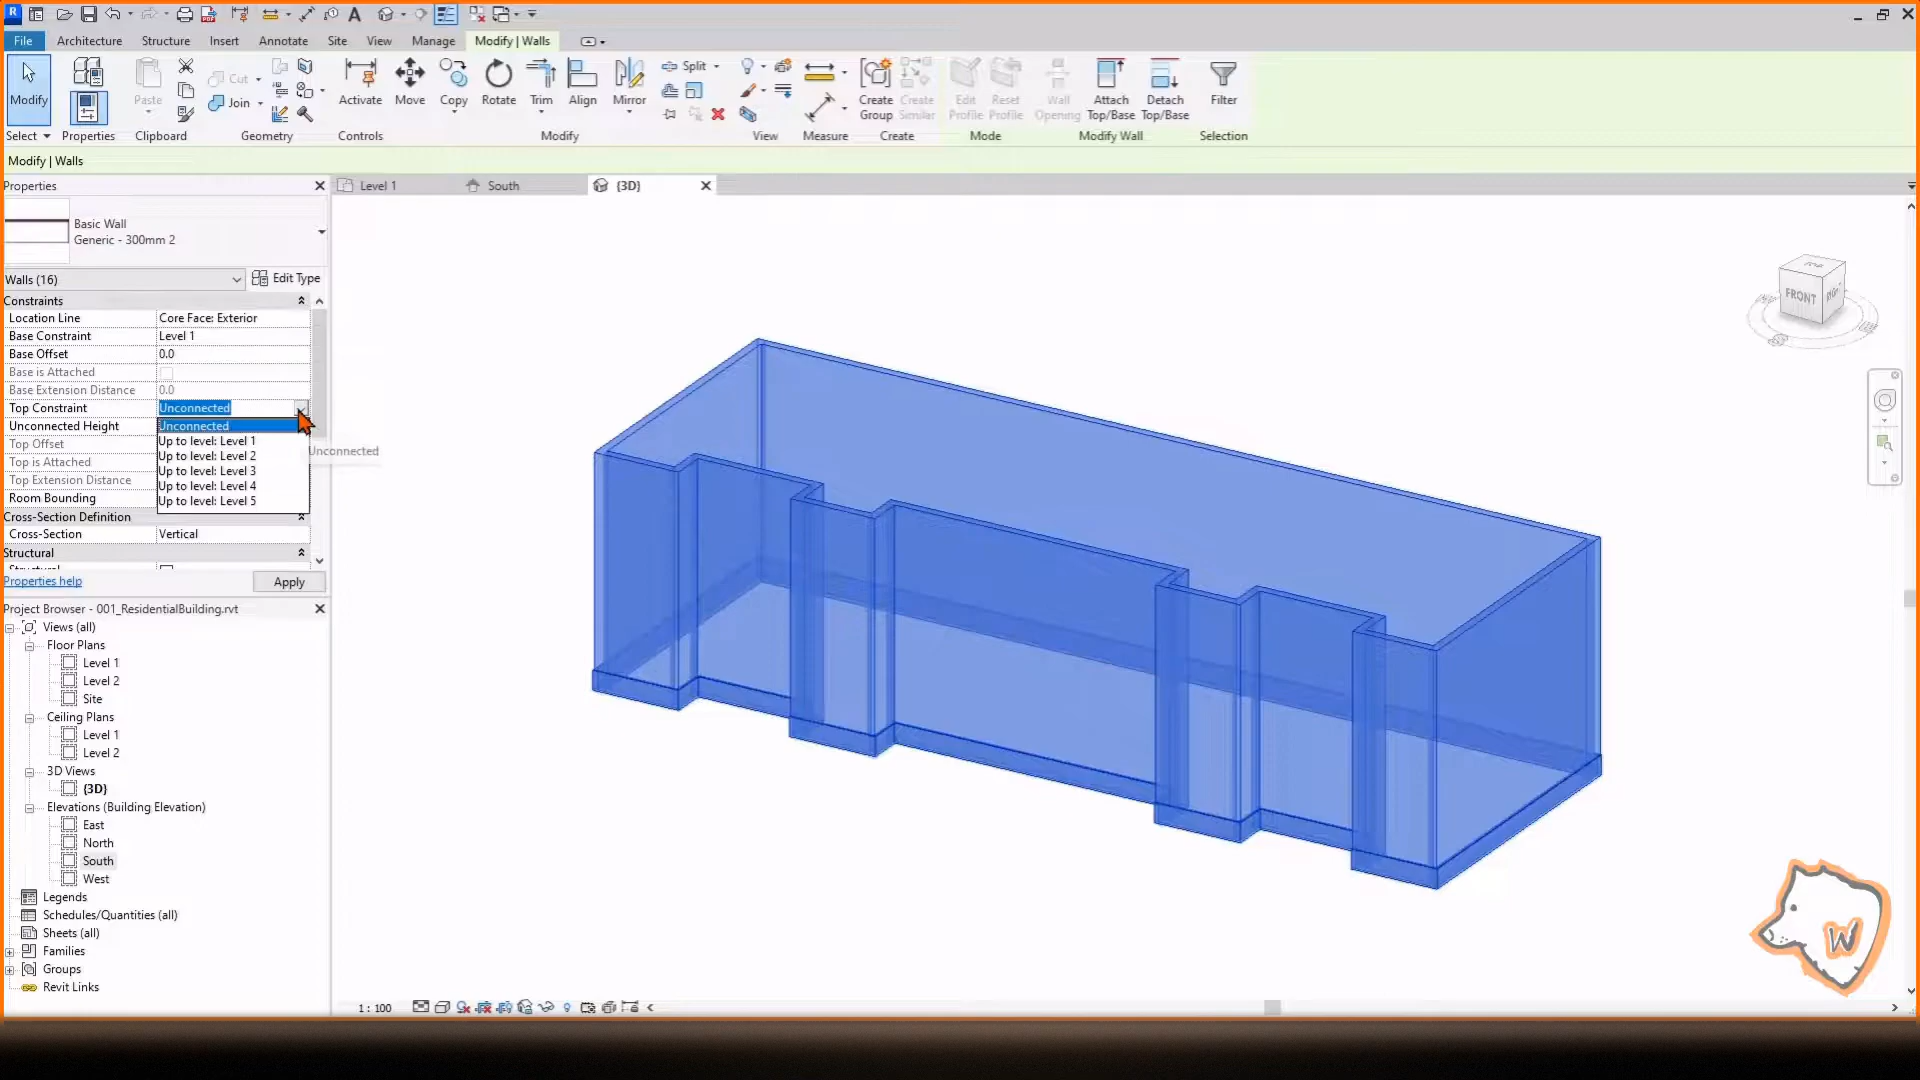 R
A
File Architecture Structure Insert Annotate Site View Manage Modify | Walls
Cut
Split
Join
Modify Paste Activate Move Copy Rotate Trim Align Mirror Create Group Create Similar Edit Profile Reset Profile Wall Opening Attach Top/Base Detach Top/Base Filter
Select Properties Clipboard Geometry Controls Modify View Measure Create Mode Modify Wall Selection
Modify | Walls
Properties
Level 1 South {3D}
Basic Wall
Generic - 300mm 2
Walls (16) Edit Type
Constraints
Location Line Core Face: Exterior
Base Constraint Level 1
Base Offset 0.0
Base is Attached
Base Extension Distance 0.0
Top Constraint Unconnected
Unconnected Height Unconnected
Top Offset Up to level: Level 1
Up to level: Level 2
Top is Attached Up to level: Level 3
Top Extension Distance Up to level: Level 4
Room Bounding Up to level: Level 5
Unconnected
Cross-Section Definition
Cross-Section Vertical
Structural
Structural
Properties help Apply
Project Browser - 001_ResidentialBuilding.rvt
Views (all)
Floor Plans
Level 1
Level 2
Site
Ceiling Plans
Level 1
Level 2
3D Views
{3D}
Elevations (Building Elevation)
East
North
South
West
Legends
Schedules/Quantities (all)
Sheets (all)
Families
Groups
Revit Links
1 : 100
FRONT
W